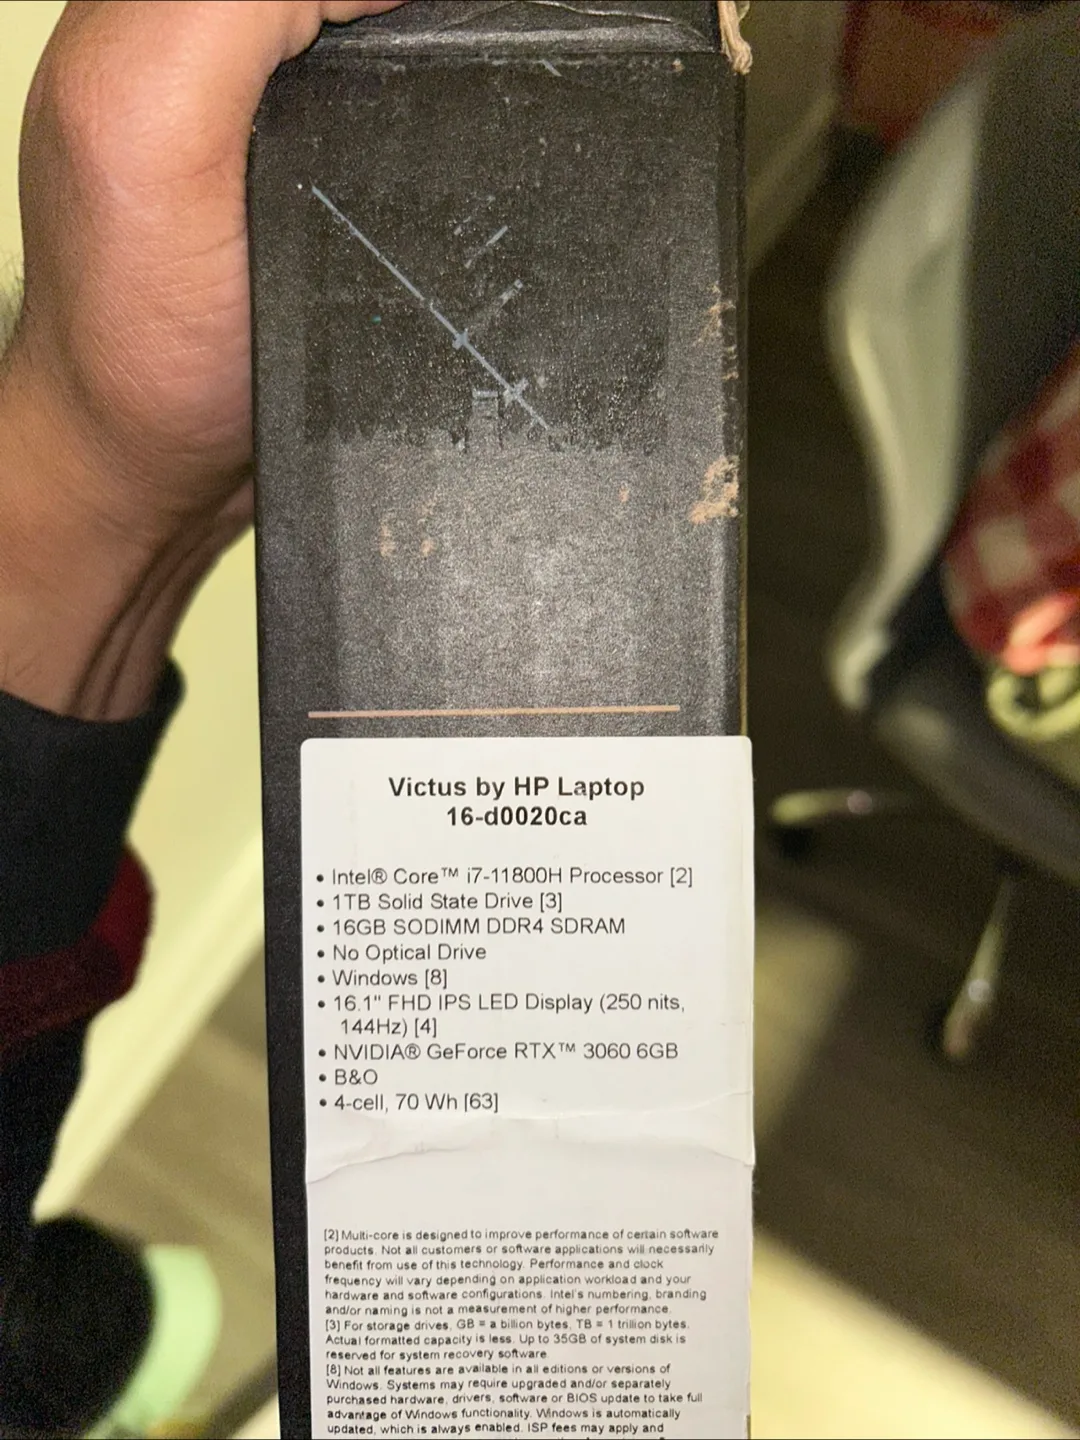 Victus by HP Laptop
16-d0020ca
• Intel® Core™ i7-11800H Processor [2]
• 1TB Solid State Drive [3]
• 16GB SODIMM DDR4 SDRAM
• No Optical Drive
• Windows [8]
• 16.1" FHD IPS LED Display (250 nits,
144Hz) [4]
• NVIDIA® GeForce RTX™ 3060 6GB
• B&O
• 4-cell, 70 Wh [63]
[2] Multi-core is designed to improve performance of certain software
products. Not all customers or software applications will necessarily
benefit from use of this technology. Performance and clock
frequency will vary depending on application workload and your
hardware and software configurations. Intel's numbering, branding
and/or naming is not a measurement of higher performance.
[3] For storage drives, GB = a billion bytes, TB = 1 trillion bytes.
Actual formatted capacity is less. Up to 35GB of system disk is
reserved for system recovery software.
[8] Not all features are available in all editions or versions of
Windows. Systems may require upgraded and/or separately
purchased hardware, drivers, software or BIOS update to take full
advantage of Windows functionality. Windows is automatically
updated, which is always enabled. ISP fees may apply and